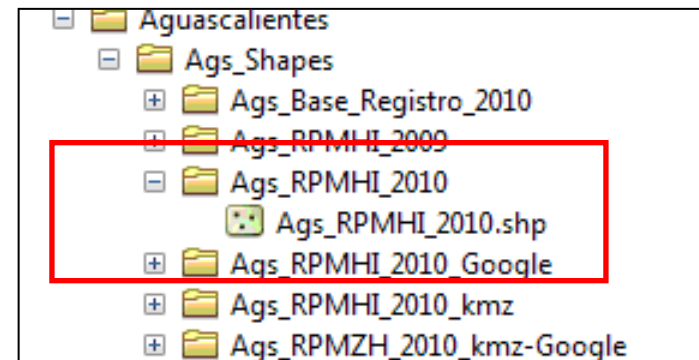 Aguascalientes
Ags_Shapes
Ags_Base_Registro_2010
Ags_RPMHI_2009
Ags_RPMHI_2010
Ags_RPMHI_2010.shp
Ags_RPMHI_2010_Google
Ags_RPMHI_2010_kmz
Ags_RPMZH_2010_kmz-Google